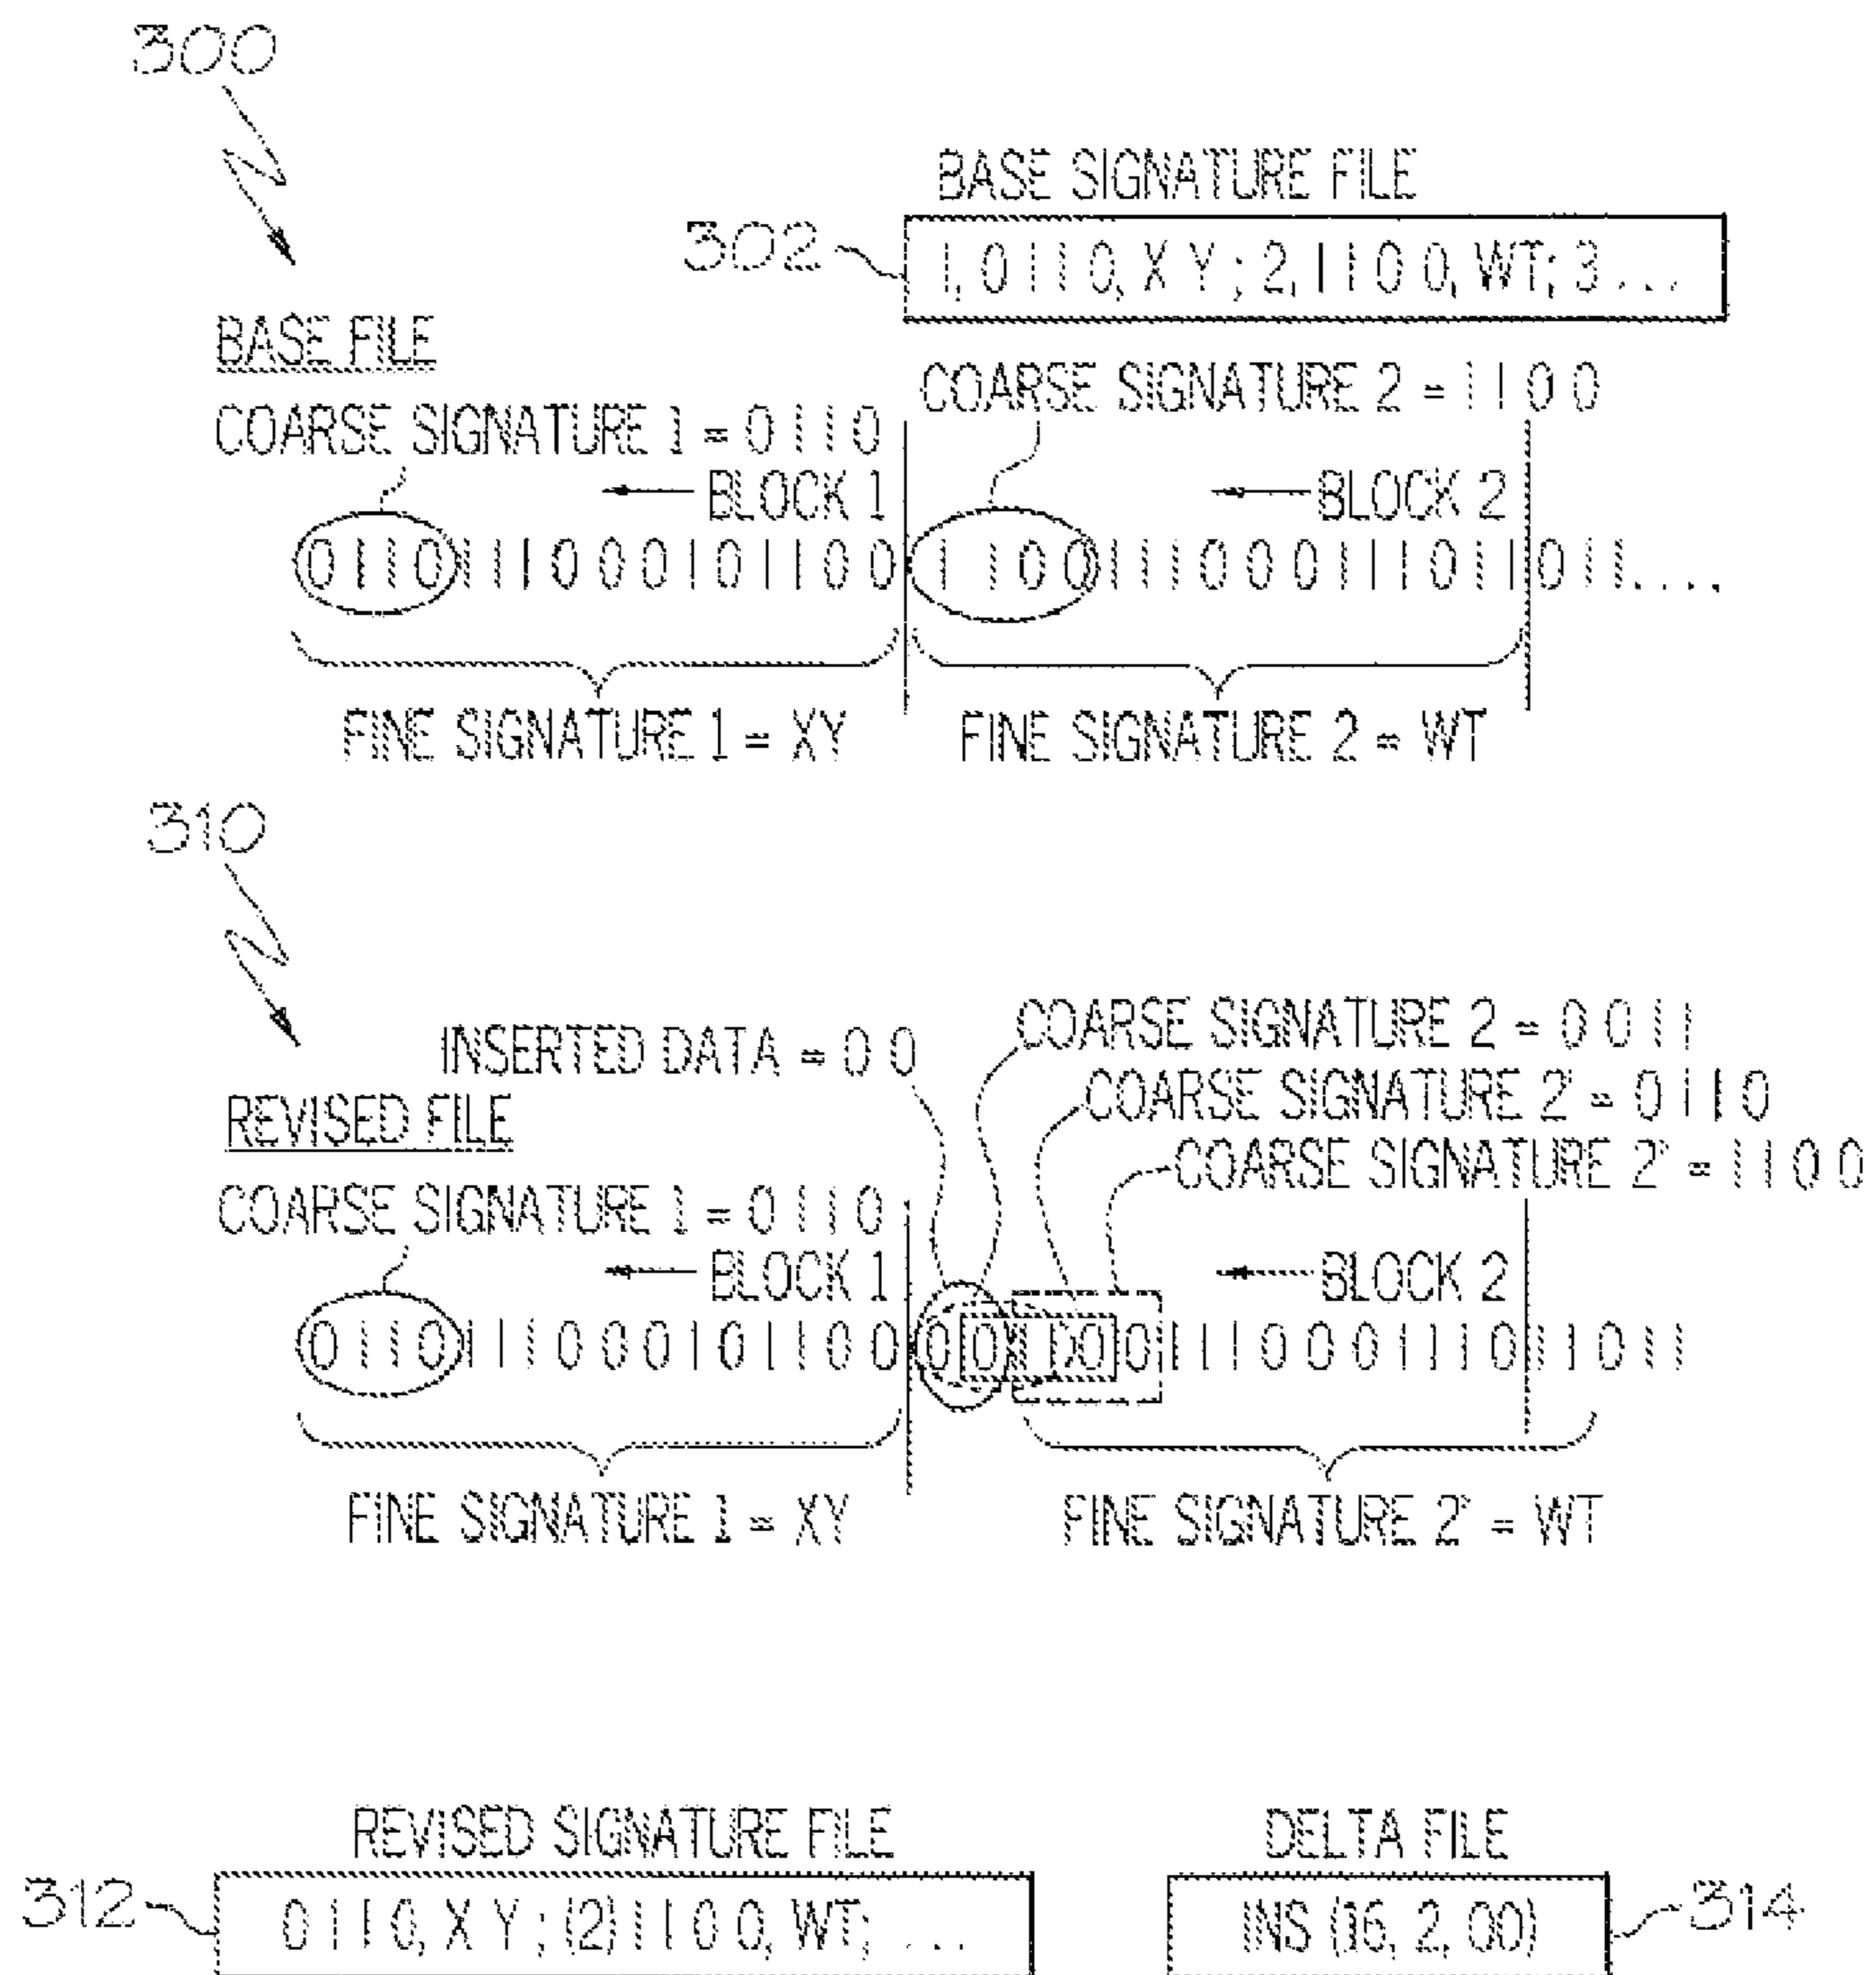 300
BASE SIGNATURE FILE
302
1, 0 1 1 0, X Y ; 2, 1 1 0 0, WT; 3 . . .
BASE FILE
COARSE SIGNATURE 2 = 1 1 0 0
COARSE SIGNATURE 1 = 0 1 1 0
BLOCK 1
BLOCK 2
0 1 1 0 1 1 1 0 0 0 1 0 1 1 0 0 1 1 0 0 1 1 1 0 0 0 1 1 1 0 1 1 0 1 1 . . . .
FINE SIGNATURE 1 = XY
FINE SIGNATURE 2 = WT
310
INSERTED DATA = 0 0
COARSE SIGNATURE 2 = 0 0 1 1
COARSE SIGNATURE 2' = 0 1 1 0
REVISED FILE
COARSE SIGNATURE 2" = 1 1 0 0
COARSE SIGNATURE 1 = 0 1 1 0
BLOCK 1
BLOCK 2
0 1 1 0 1 1 1 0 0 0 1 0 1 1 0 0 0 0 1 1 0 0 1 1 1 0 0 0 1 1 1 0 1 1 0 1 1
FINE SIGNATURE 1 = XY
FINE SIGNATURE 2" = WT
REVISED SIGNATURE FILE
DELTA FILE
312
0 1 1 0, X Y ; (2) 1 1 0 0, WT; . . .
INS (16, 2, 00)
314